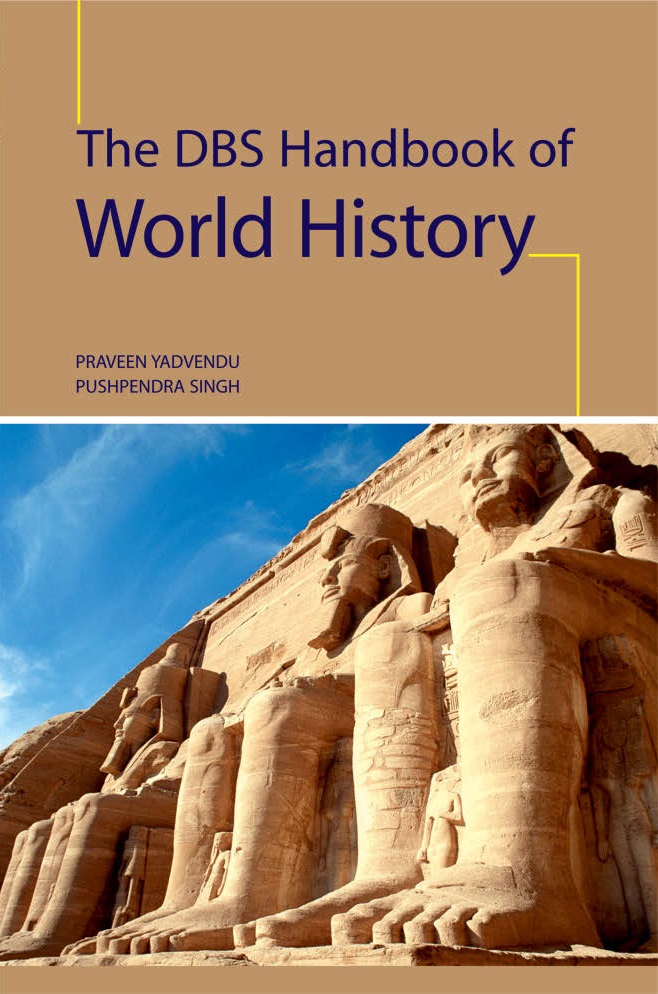 The DBS Handbook of
World History
PRAVEEN YADVENDU
PUSHPENDRA SINGH